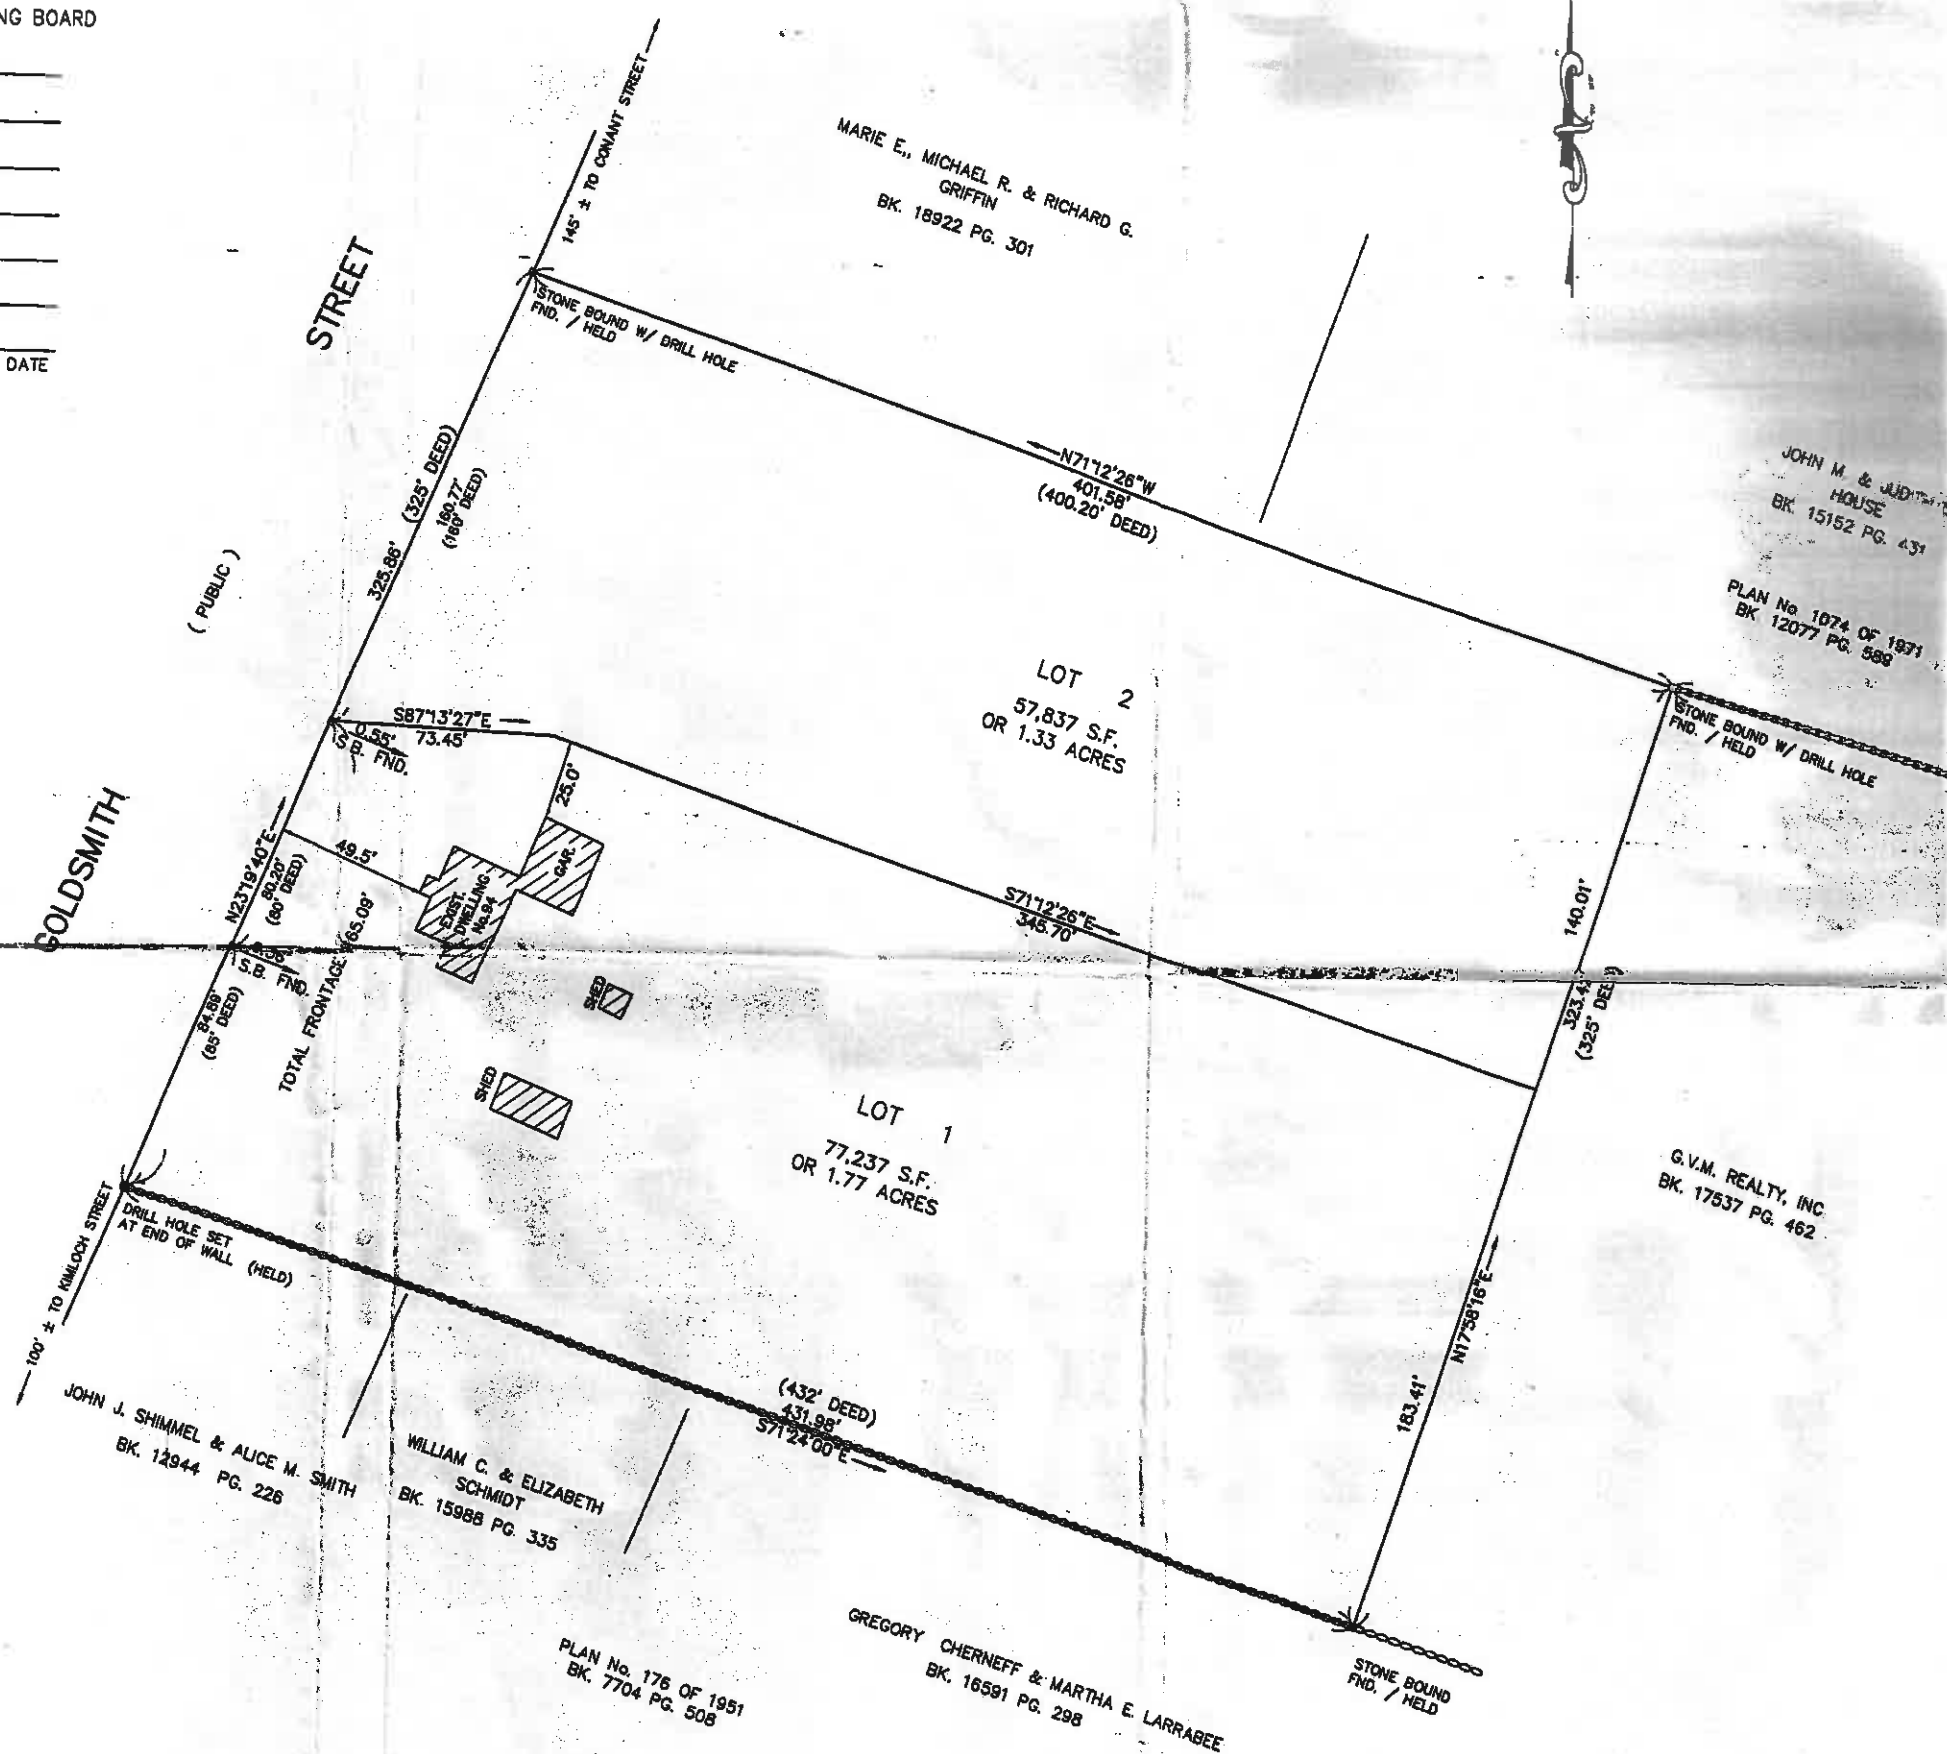 NG BOARD
DATE
STREET
( PUBLIC )
GOLDSMITH
145' ± TO CONANT STREET
MARIE E., MICHAEL R. & RICHARD G.
GRIFFIN
BK. 18922 PG. 301
STONE BOUND W/ DRILL HOLE
FND. / HELD
N71°12'26"W
401.58'
(400.20' DEED)
JOHN M. &
HOUSE
BK. 15152 PG. 431
PLAN No. 1074 OF 1971
BK 12077 PG. 589
(325' DEED)
325.86'
160.77'
(160' DEED)
LOT 2
57,837 S.F.
OR 1.33 ACRES
STONE BOUND W/ DRILL HOLE
FND. / HELD
S87°13'27"E
73.45'
0.55'
S.B. FND.
25.0'
49.5'
GAR.
EXIST.
DWELLING
No.94
N23°19'40"E
80.20'
(80' DEED)
S.B. FND.
TOTAL FRONTAGE 165.09'
84.89'
(85' DEED)
SHED
SHED
S71°12'26"E
345.70'
140.01'
(325' DEED)
LOT 1
77,237 S.F.
OR 1.77 ACRES
G.V.M. REALTY, INC
BK. 17537 PG. 462
N17°58'16"E
183.41'
DRILL HOLE SET
AT END OF WALL (HELD)
100' ± TO KIMLOCH STREET
(432' DEED)
431.98'
S71°24'00"E
JOHN J. SHIMMEL & ALICE M. SMITH
BK. 12944 PG. 226
WILLIAM C. & ELIZABETH
SCHMIDT
BK. 15988 PG. 335
PLAN No. 176 OF 1951
BK. 7704 PG. 508
GREGORY CHERNEFF & MARTHA E. LARRABEE
BK. 16591 PG. 298
STONE BOUND
FND. / HELD